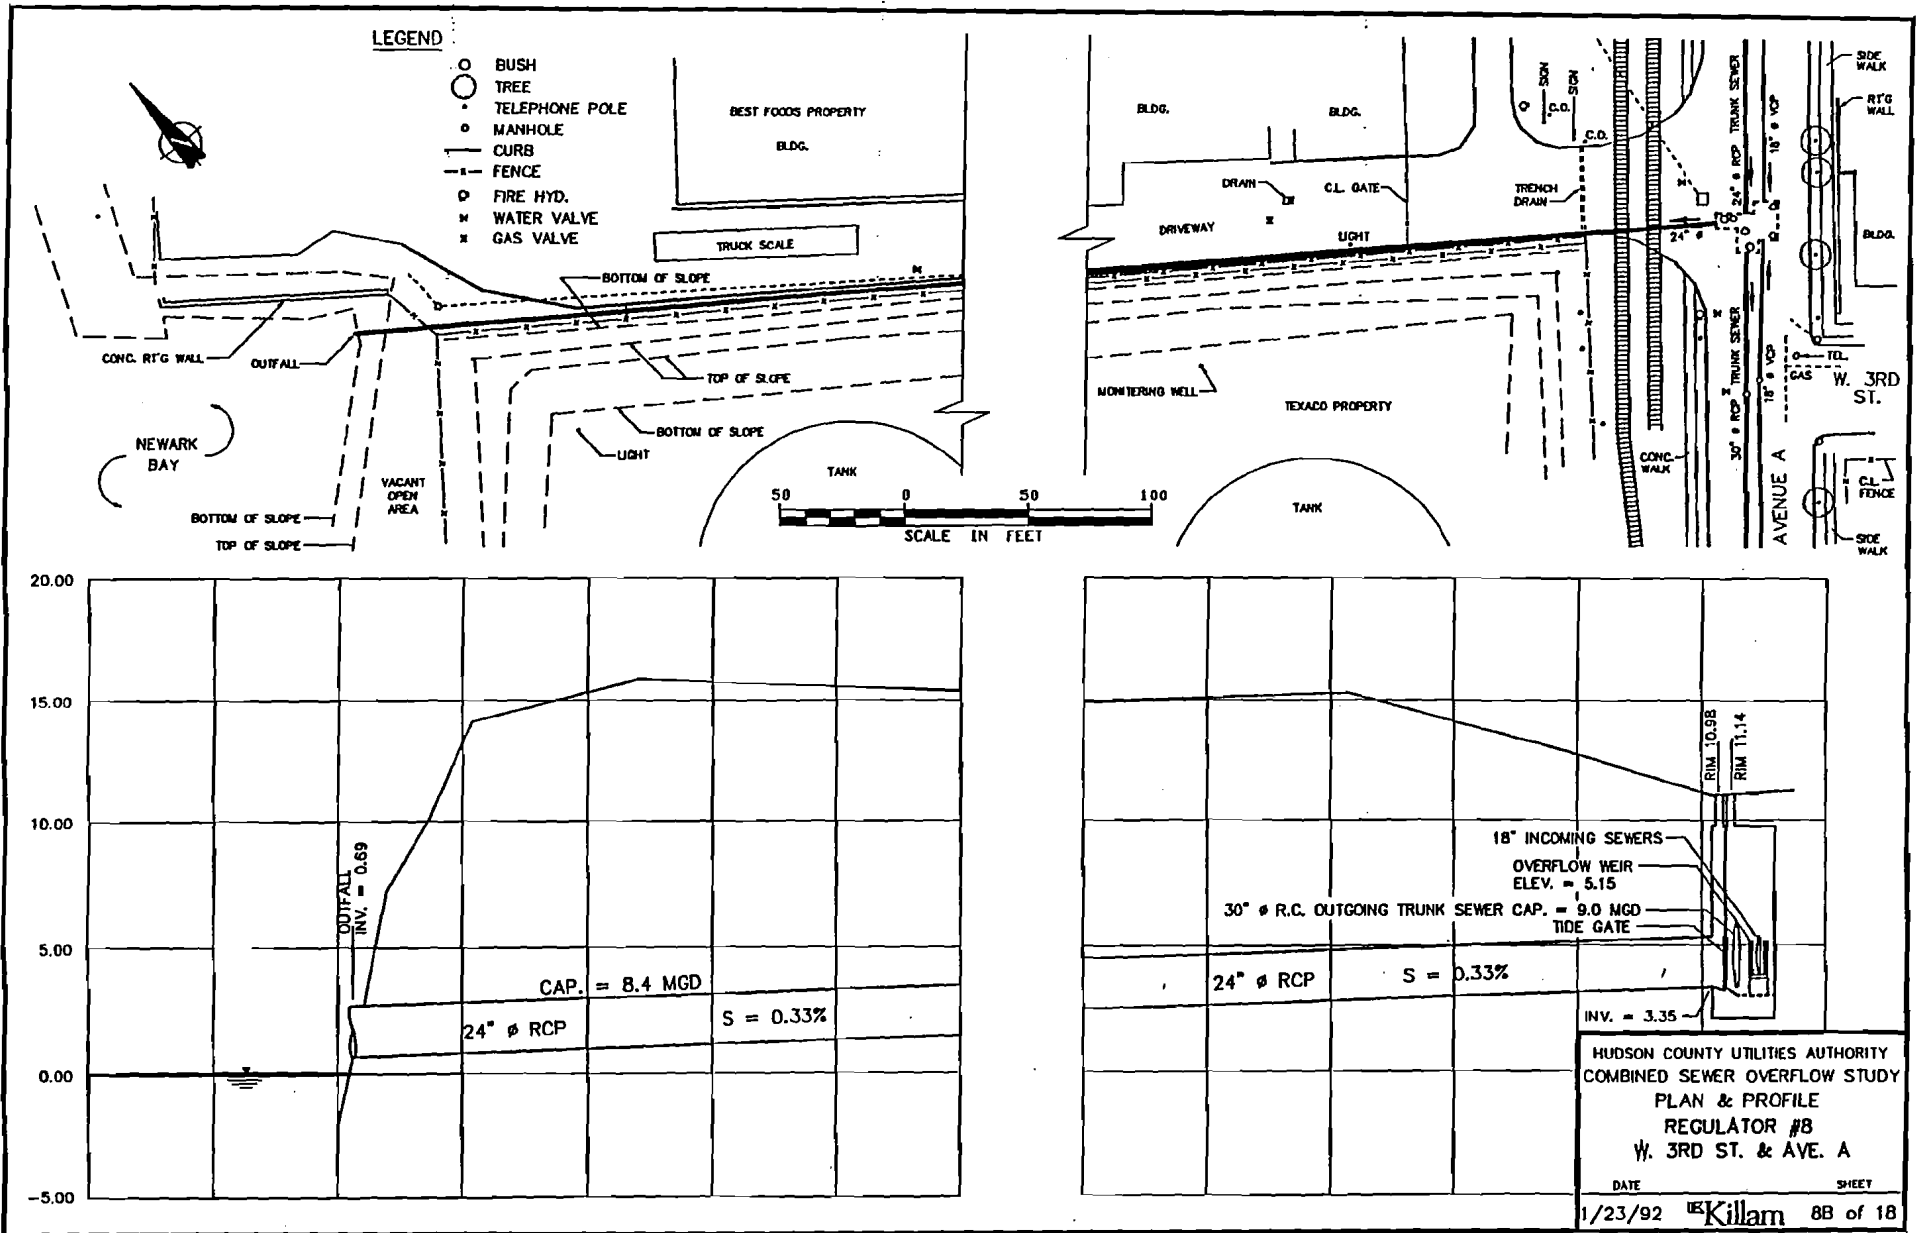 LEGEND
BUSH
TREE
TELEPHONE POLE
MANHOLE
CURB
FENCE
FIRE HYD.
WATER VALVE
GAS VALVE
BEST FOODS PROPERTY
BLDG.
TRUCK SCALE
BOTTOM OF SLOPE
CONC. RT'G WALL
OUTFALL
TOP OF SLOPE
BOTTOM OF SLOPE
LIGHT
NEWARK
BAY
VACANT
OPEN
AREA
BOTTOM OF SLOPE
TOP OF SLOPE
TANK
50 0 50 100
SCALE IN FEET
BLDG.
BLDG.
SIGN
SIGN
C.O.
C.O.
DRAIN
C.L. GATE
TRENCH
DRAIN
DRIVEWAY
LIGHT
24" ø
24" ø RCP TRUNK SEWER
18" ø VCP
SIDE
WALK
RT'G
WALL
BLDG.
MONITERING WELL
TEXACO PROPERTY
TANK
CONC.
WALK
30" ø RCP TRUNK SEWER
18" ø VCP
TEL.
GAS
W. 3RD
ST.
AVENUE A
C.L.
FENCE
SIDE
WALK
20.00
15.00
10.00
5.00
0.00
-5.00
OUTFALL
INV. = 0.69
CAP. = 8.4 MGD
24" ø RCP
S = 0.33%
RIM 10.98
RIM 11.14
18" INCOMING SEWERS
OVERFLOW WEIR
ELEV. = 5.15
30" ø R.C. OUTGOING TRUNK SEWER CAP. = 9.0 MGD
TIDE GATE
24" ø RCP
S = 0.33%
INV. = 3.35
HUDSON COUNTY UTILITIES AUTHORITY
COMBINED SEWER OVERFLOW STUDY
PLAN & PROFILE
REGULATOR #8
W. 3RD ST. & AVE. A
DATE SHEET
1/23/92 Killam 8B of 18